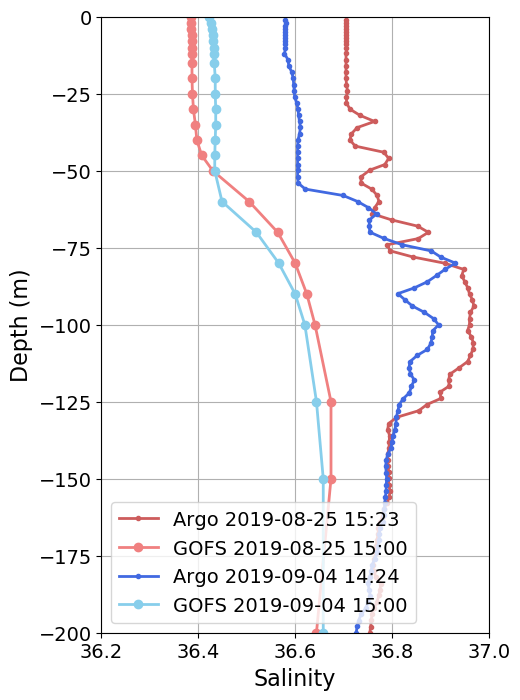 0
−25
−50
−75
−100
−125
−150
−175
−200
Depth (m)
Argo 2019-08-25 15:23
GOFS 2019-08-25 15:00
Argo 2019-09-04 14:24
GOFS 2019-09-04 15:00
36.2 36.4 36.6 36.8 37.0
Salinity